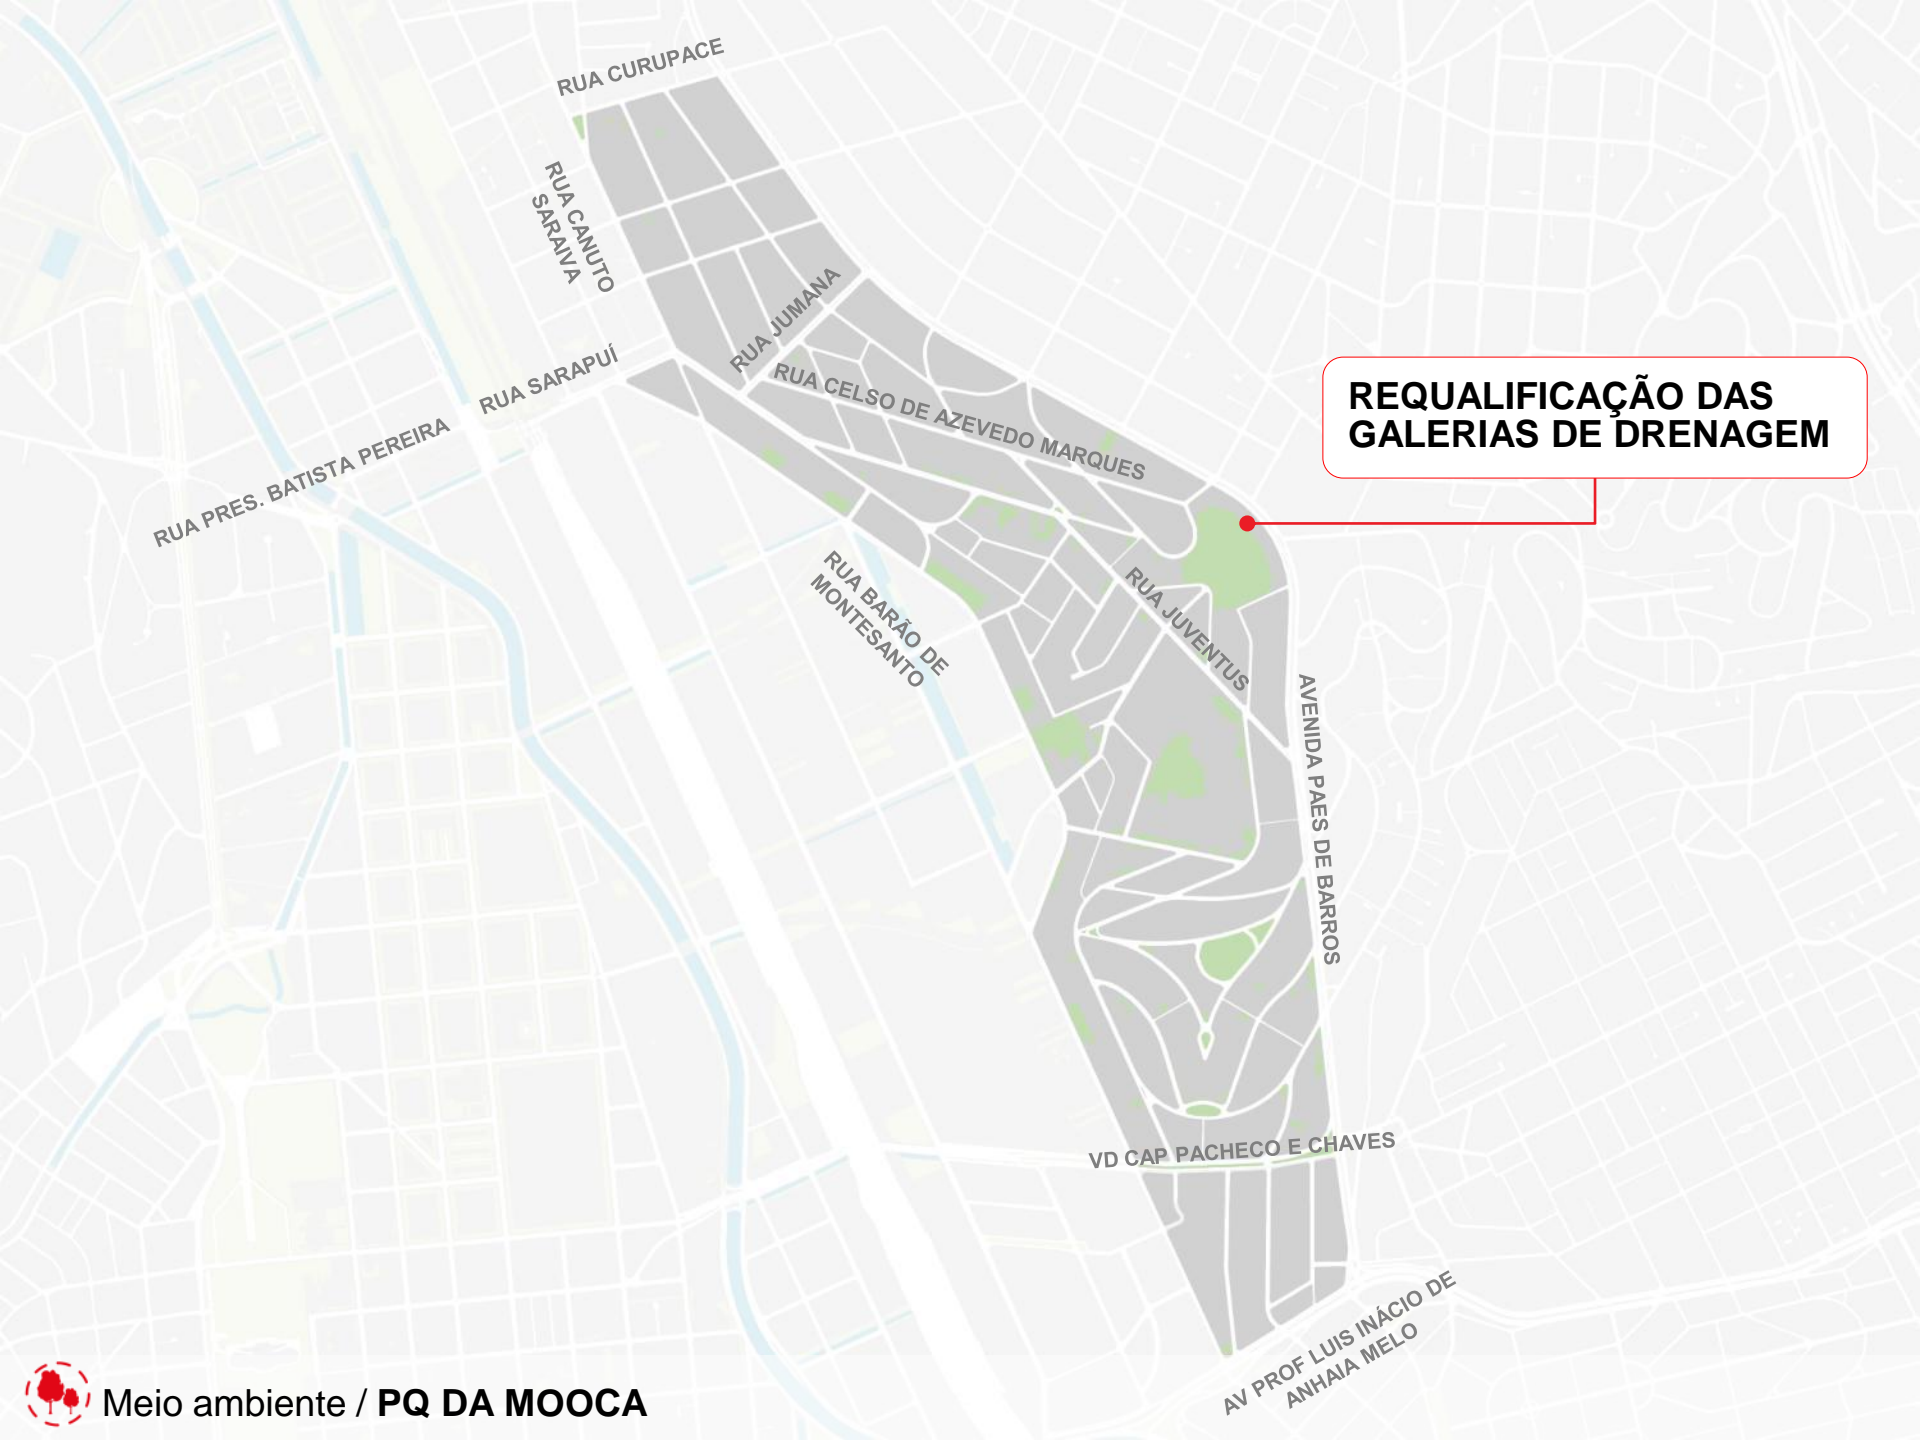 RUA CURUPACE
RUA CANUTO
SARAIVA
RUA JUMANA
RUA SARAPUÍ
RUA CELSO DE AZEVEDO MARQUES
REQUALIFICAÇÃO DAS
GALERIAS DE DRENAGEM
RUA PRES. BATISTA PEREIRA
RUA BARÃO DE
MONTESANTO
RUA JUVENTUS
AVENIDA PAES DE BARROS
VD CAP PACHECO E CHAVES
AV PROF LUIS INÁCIO DE
ANHAIA MELO
Meio ambiente / PQ DA MOOCA